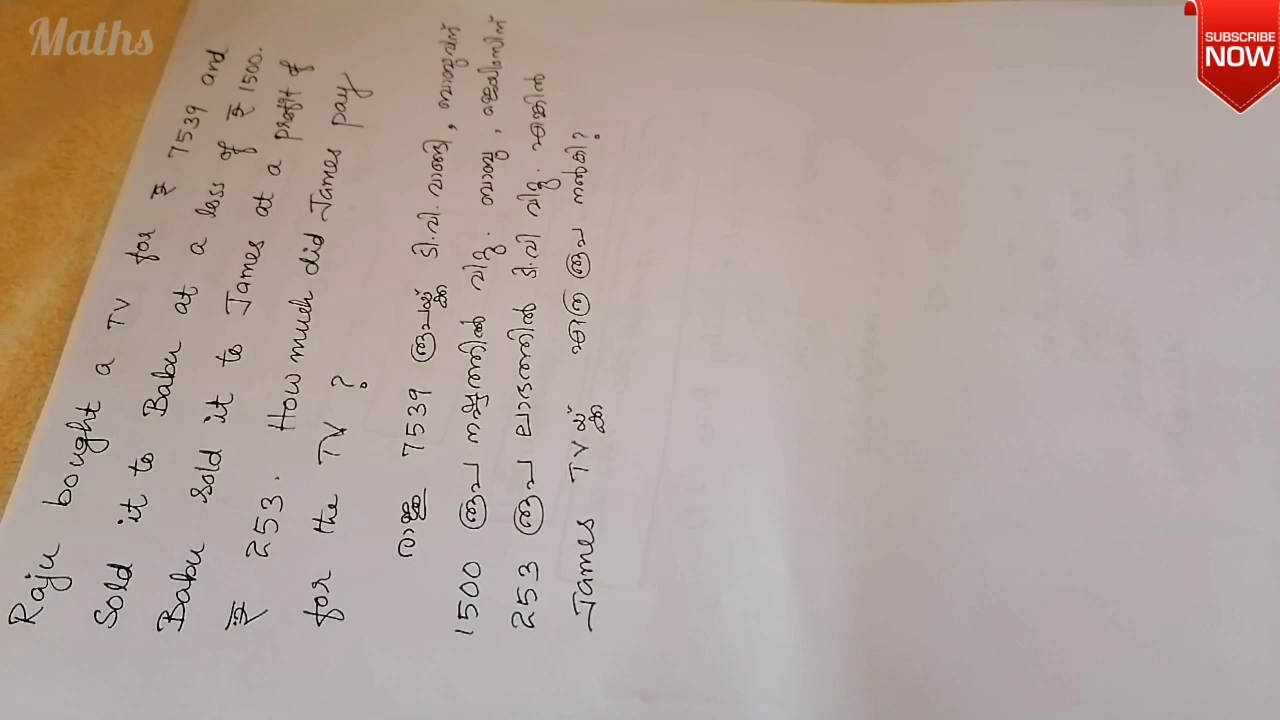 Maths
SUBSCRIBE
NOW
Raju bought a TV for ₹ 7539 and
Sold it to Babu at a loss of ₹ 1500.
Babu sold it to James at a profit of
₹ 253. How much did James pay
for the TV ?
രാജു 7539 രൂപയ്ക്ക് ടി.വി. വാങ്ങി, ബാബുവിന്
1500 രൂപ നഷ്ടത്തിൽ വിറ്റു. ബാബു, ജെയിംസിന്
253 രൂപ ലാഭത്തിൽ ടി.വി വിറ്റു. എങ്കിൽ
James TVയ്ക്ക് എത്ര രൂപ നൽകി?